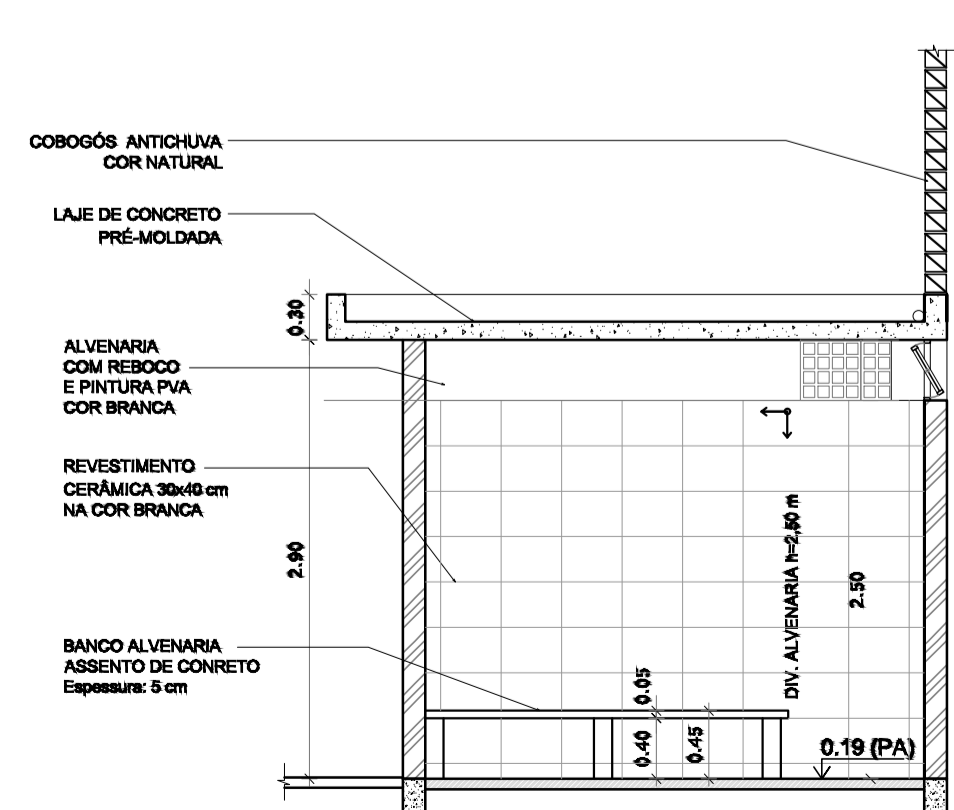 COBOGÓS ANTICHUVA
COR NATURAL
LAJE DE CONCRETO
PRÉ-MOLDADA
0.30
ALVENARIA
COM REBOCO
E PINTURA PVA
COR BRANCA
REVESTIMENTO
CERÂMICA 30x40 cm
NA COR BRANCA
2.90
DIV. ALVENARIA h=2,50 m
2.50
BANCO ALVENARIA
ASSENTO DE CONRETO
Espessura: 5 cm
0.05
0.40
0.45
0.19 (PA)